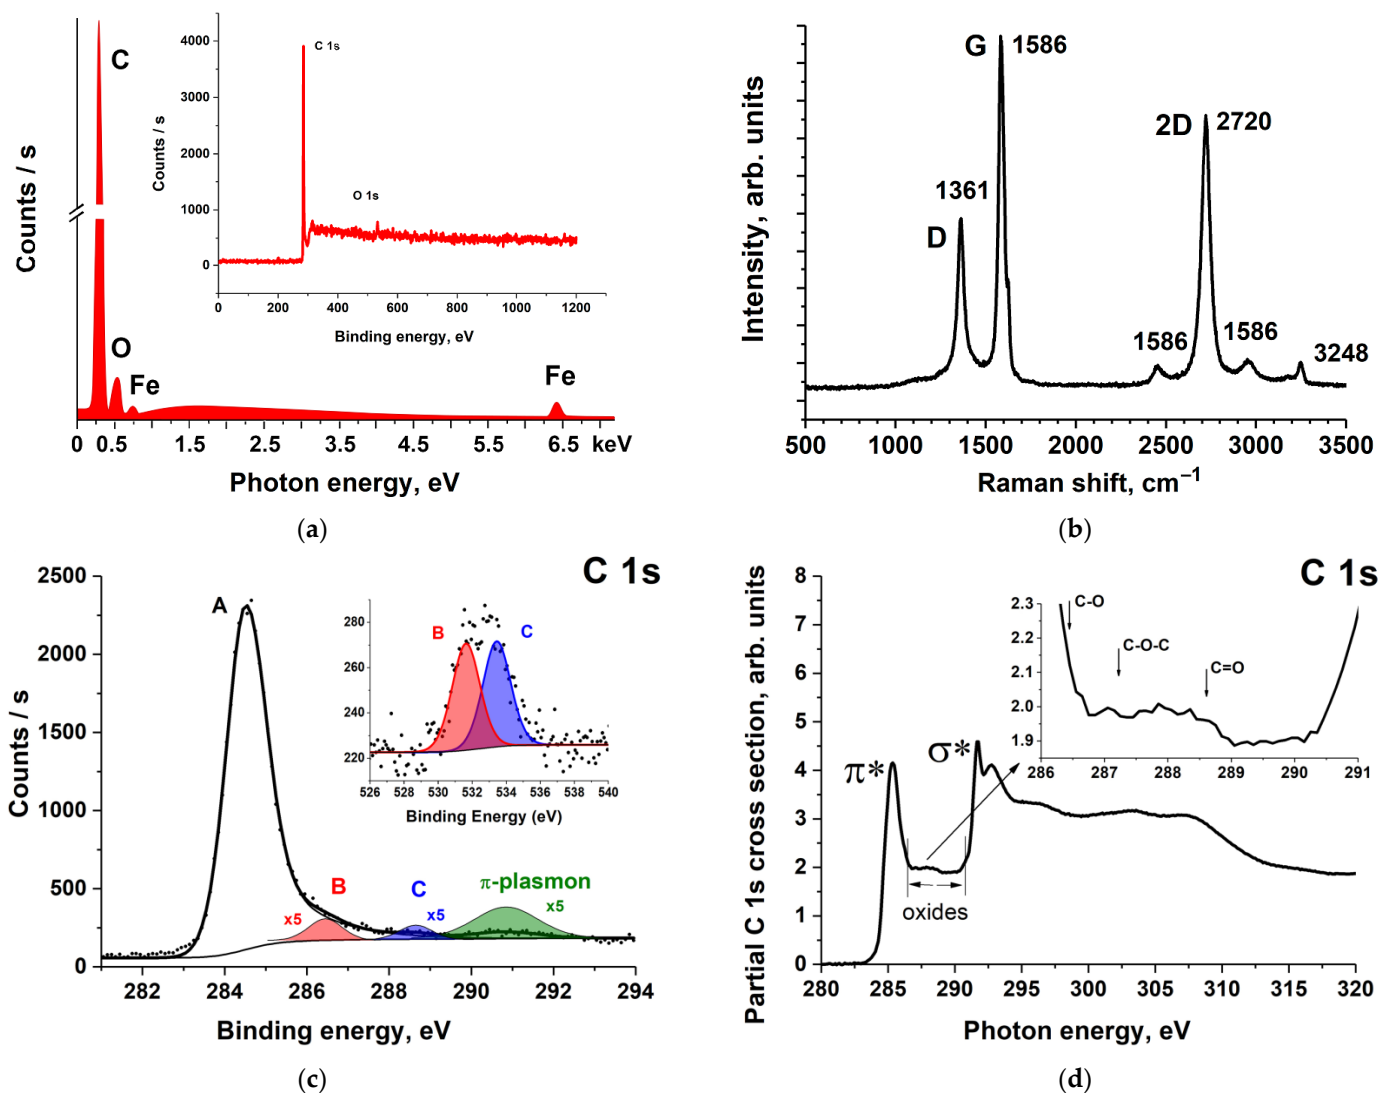 C
O
Fe
Fe
Counts / s
0 0.5 1.5 2.5 3.5 4.5 5.5 6.5 keV
Photon energy, eV
4000
3000
2000
1000
0
Counts / s
C 1s
O 1s
0 200 400 600 800 1000 1200
Binding energy, eV
(a)
Intensity, arb. units
G 1586
2D 2720
1361
D
1586
1586
3248
500 1000 1500 2000 2500 3000 3500
Raman shift, cm−1
(b)
C 1s
2500
2000
1500
1000
500
0
Counts / s
A
B
x5
C
x5
π-plasmon
x5
282 284 286 288 290 292 294
Binding energy, eV
280
270
260
250
240
230
220
B
C
526 528 530 532 534 536 538 540
Binding Energy (eV)
(c)
C 1s
8
7
6
5
4
3
2
1
0
Partial C 1s cross section, arb. units
π*
σ*
oxides
280 285 290 295 300 305 310 315 320
Photon energy, eV
2.3
2.2
2.1
2.0
1.9
C-O
C-O-C
C=O
286 287 288 289 290 291
(d)